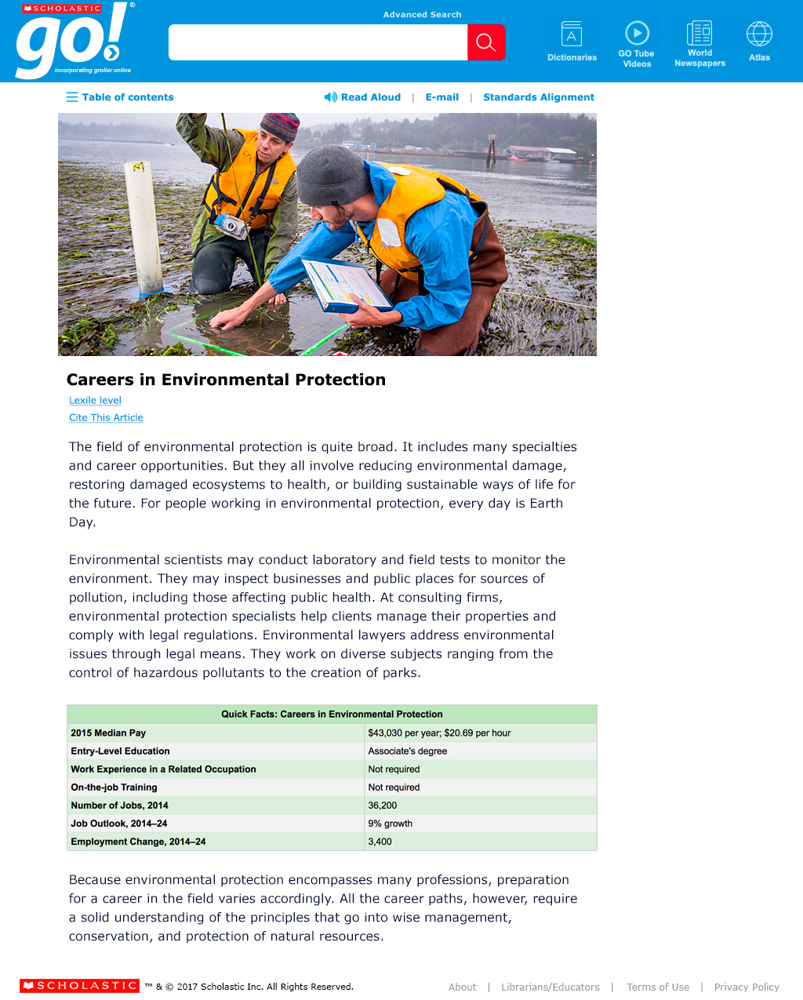 SCHOLASTIC
go!®
incorporating grolier online
Advanced Search
Dictionaries
GO Tube
Videos
World
Newspapers
Atlas
Table of contents
Read Aloud | E-mail | Standards Alignment
EPA
Careers in Environmental Protection
Lexile level
Cite This Article
The field of environmental protection is quite broad. It includes many specialties
and career opportunities. But they all involve reducing environmental damage,
restoring damaged ecosystems to health, or building sustainable ways of life for
the future. For people working in environmental protection, every day is Earth
Day.
Environmental scientists may conduct laboratory and field tests to monitor the
environment. They may inspect businesses and public places for sources of
pollution, including those affecting public health. At consulting firms,
environmental protection specialists help clients manage their properties and
comply with legal regulations. Environmental lawyers address environmental
issues through legal means. They work on diverse subjects ranging from the
control of hazardous pollutants to the creation of parks.
Quick Facts: Careers in Environmental Protection
2015 Median Pay $43,030 per year; $20.69 per hour
Entry-Level Education Associate's degree
Work Experience in a Related Occupation Not required
On-the-job Training Not required
Number of Jobs, 2014 36,200
Job Outlook, 2014–24 9% growth
Employment Change, 2014–24 3,400
Because environmental protection encompasses many professions, preparation
for a career in the field varies accordingly. All the career paths, however, require
a solid understanding of the principles that go into wise management,
conservation, and protection of natural resources.
SCHOLASTIC ™ & © 2017 Scholastic Inc. All Rights Reserved.
About | Librarians/Educators | Terms of Use | Privacy Policy